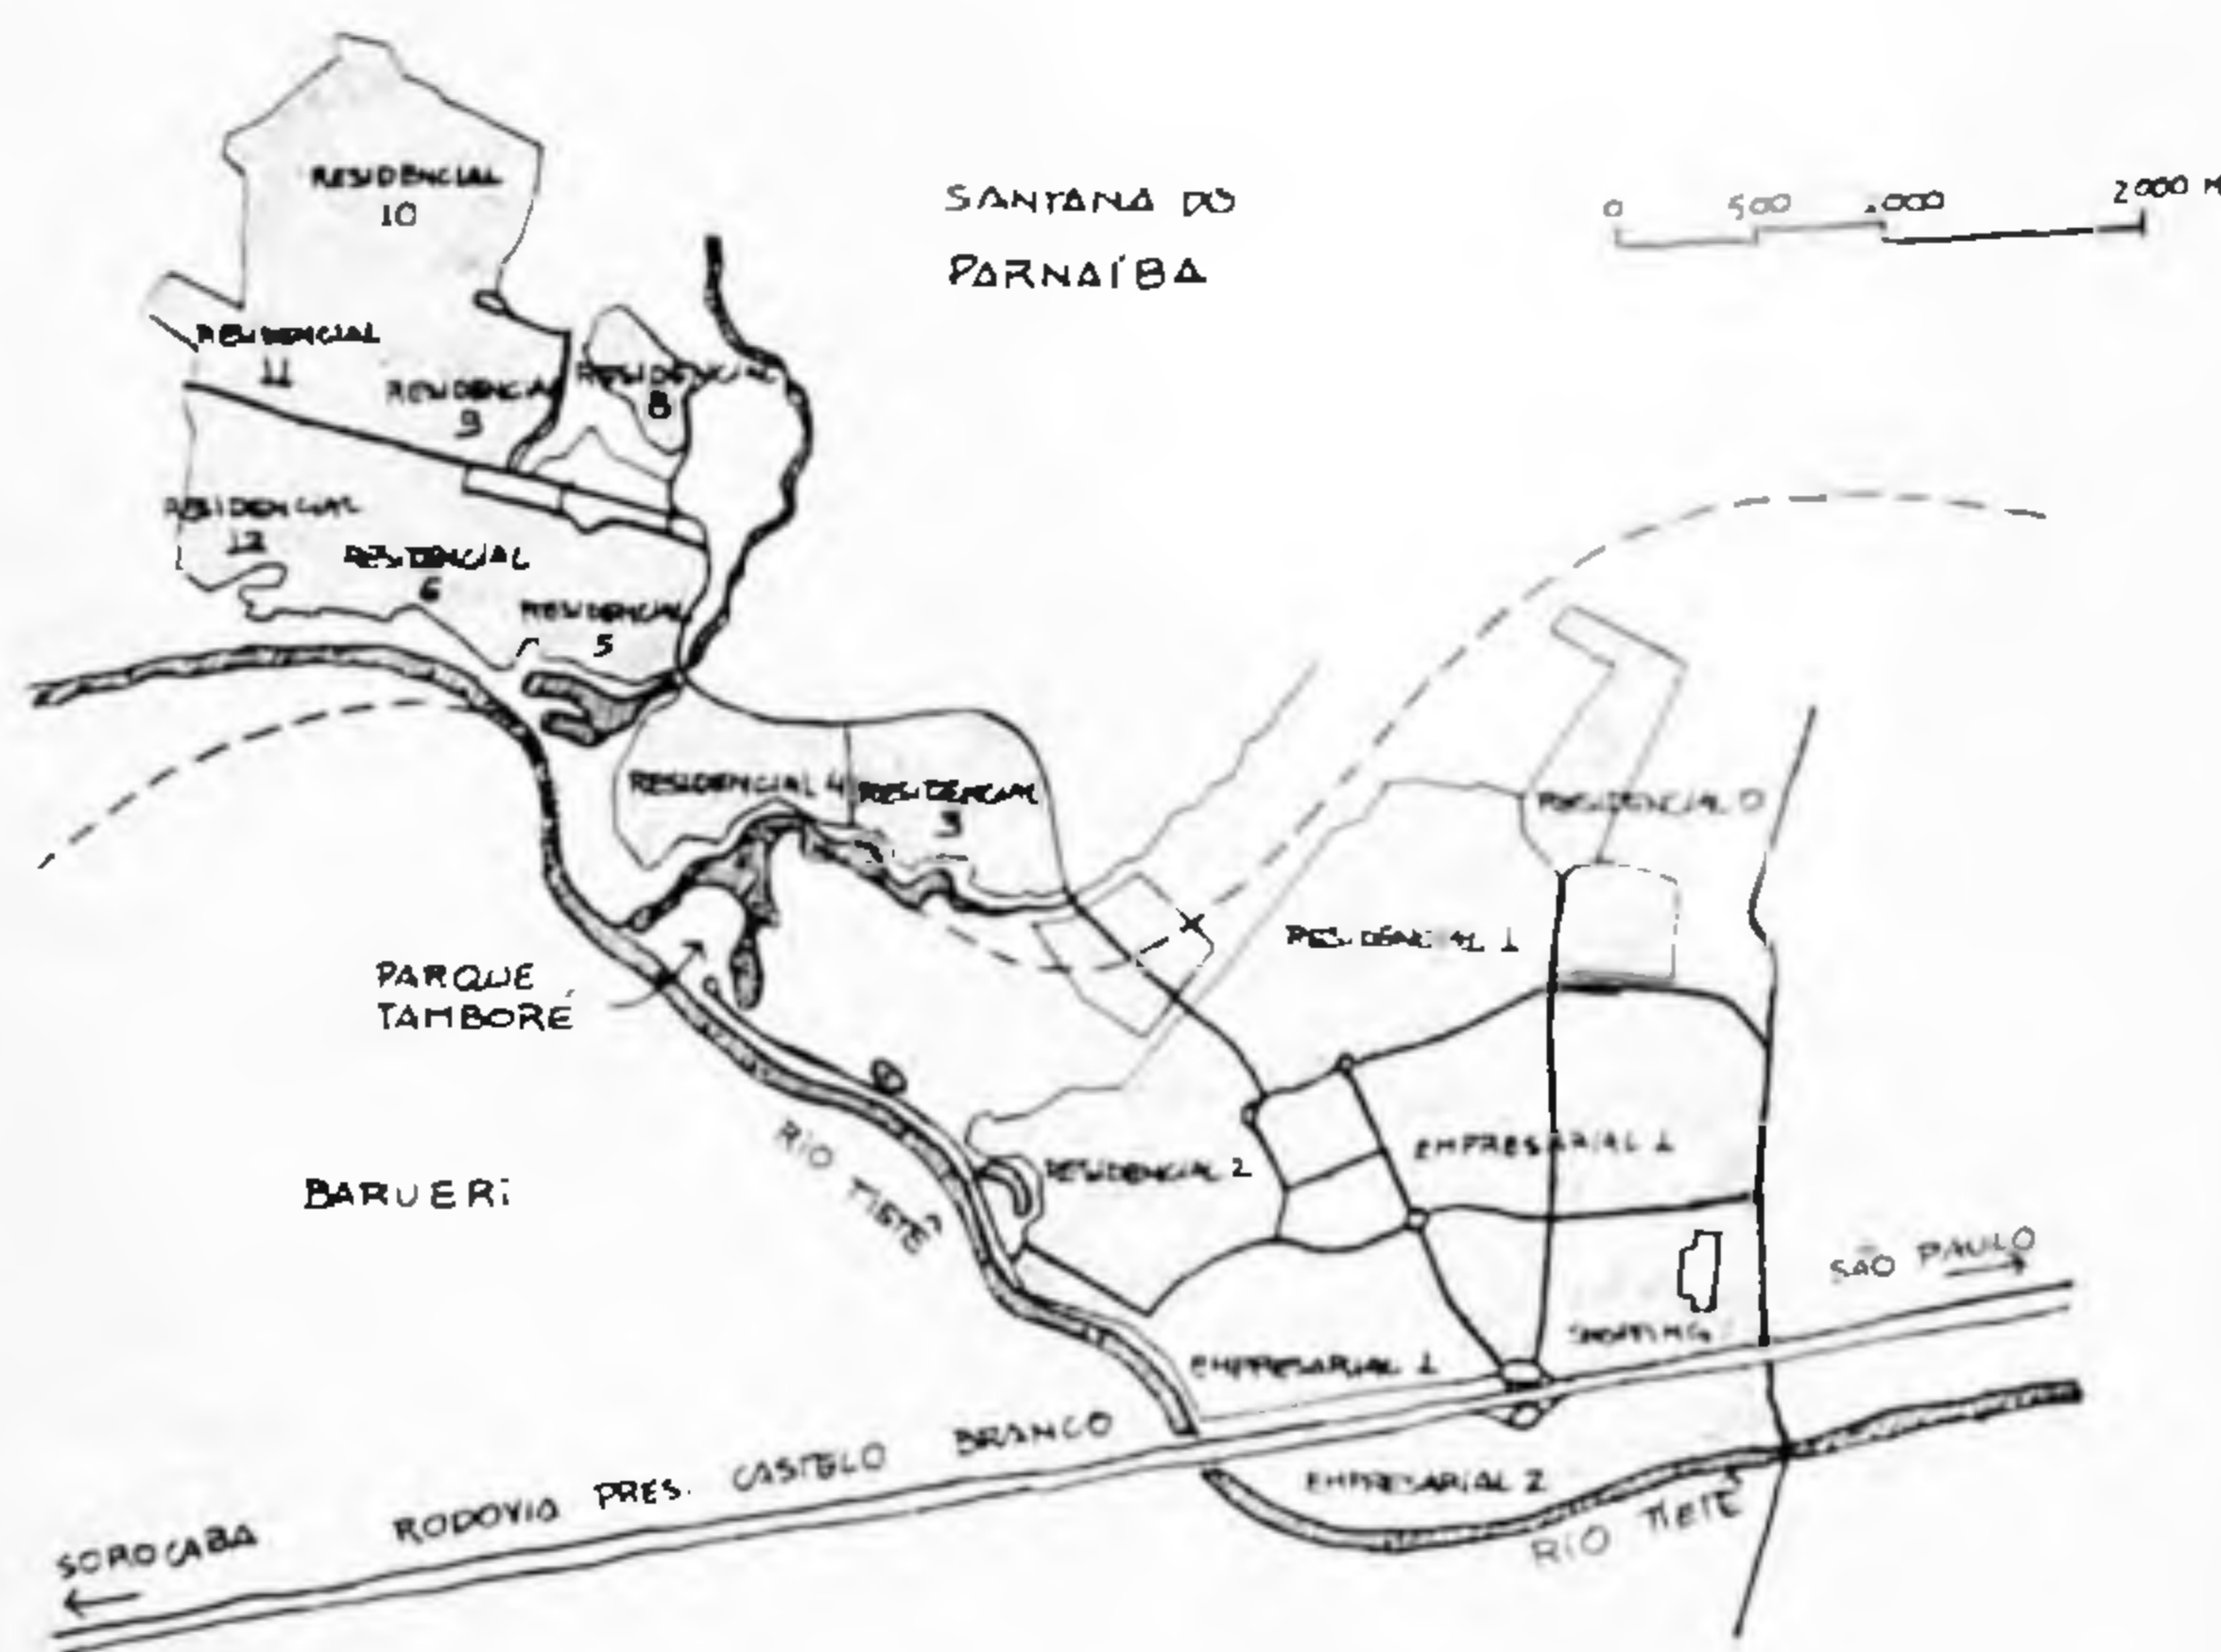 RESIDENCIAL
10
SANTANA DO
PARNAÍBA
0 500 1000 2000 M
RESIDENCIAL
11
RESIDENCIAL
9
RESIDENCIAL
8
RESIDENCIAL
12
RESIDENCIAL
6
RESIDENCIAL
5
RESIDENCIAL 4
RESIDENCIAL
3
RESIDENCIAL 0
RESIDENCIAL 1
PARQUE
TAMBORÉ
RIO TIETÊ
BARUERI
RESIDENCIAL 2
EMPRESARIAL 1
SÃO PAULO
SHOPPING
EMPRESARIAL 1
EMPRESARIAL 2
RIO TIETÊ
SOROCABA
RODOVIA PRES. CASTELO BRANCO